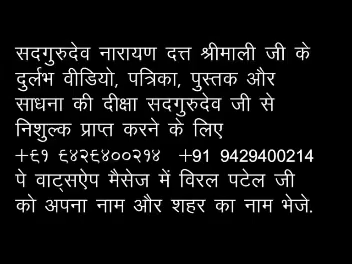 सदगुरुदेव नारायण दत्त श्रीमाली जी के
दुर्लभ वीडियो, पत्रिका, पुस्तक और
साधना की दीक्षा सदगुरुदेव जी से
निशुल्क प्राप्त करने के लिए
+९१ ९४२९४००२१४ +91 9429400214
पे वाट्सऐप मैसेज में विरल पटेल जी
को अपना नाम और शहर का नाम भेजे.